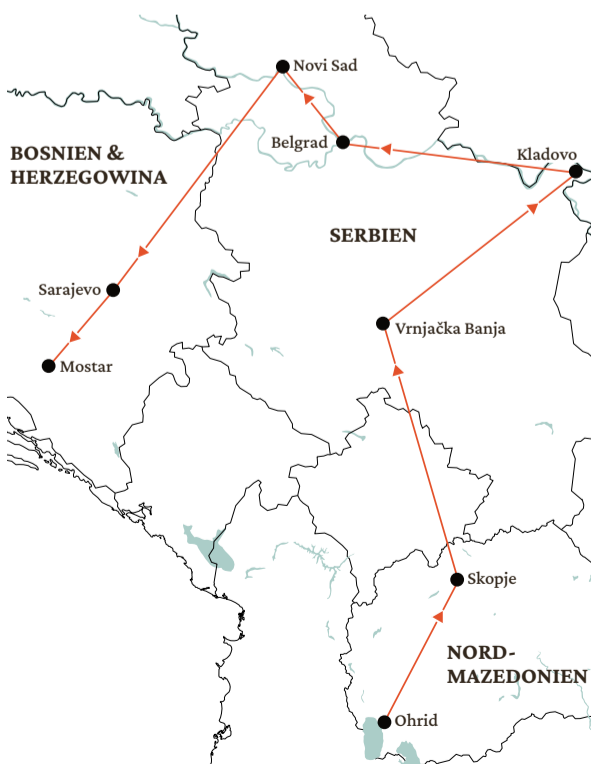 Novi Sad
Belgrad
Kladovo
BOSNIEN &
HERZEGOWINA
SERBIEN
Sarajevo
Vrnjačka Banja
Mostar
Skopje
NORD-
MAZEDONIEN
Ohrid